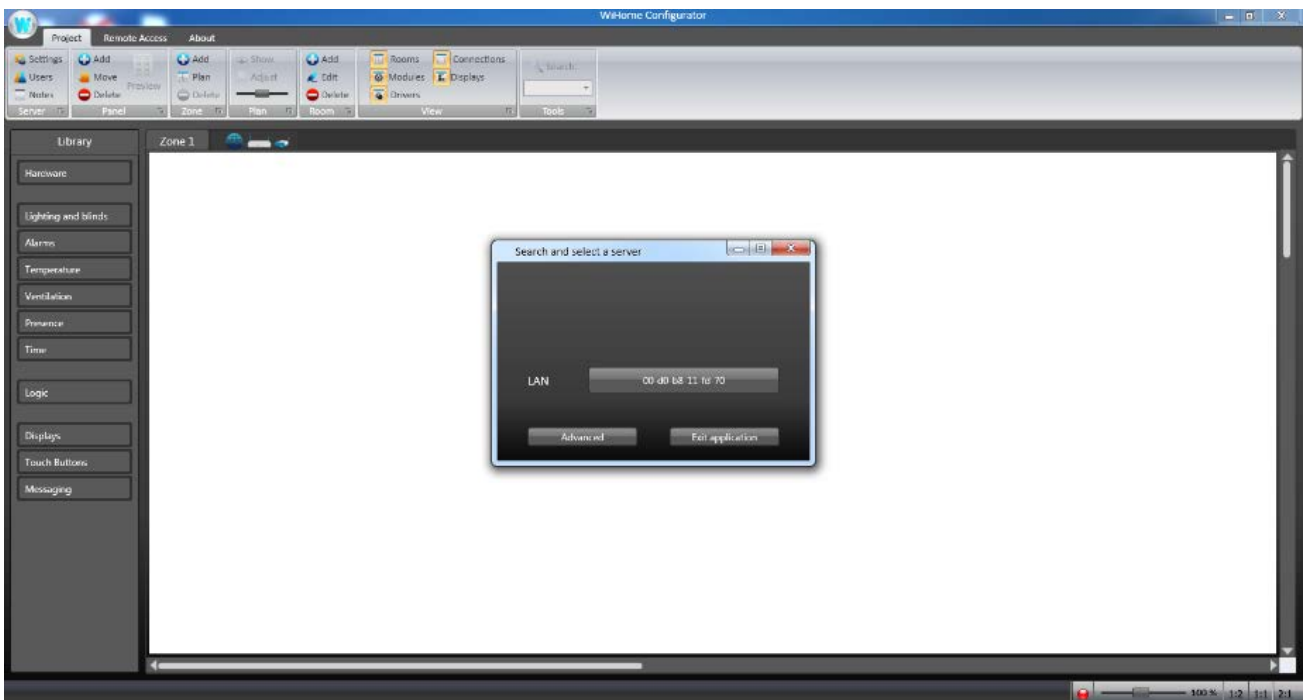 WiHome Configurator
W
Project Remote Access About
Settings Add Add Show Add Rooms Connections Search
Users Move Preview Plan Adjust Edit Modules Displays
Notes Delete Delete Delete Drivers
Server Panel Zone Plan Room View Tools
Library
Zone 1
Hardware
Lighting and blinds
Alarms
Temperature
Ventilation
Presence
Time
Logic
Displays
Touch Buttons
Messaging
Search and select a server
LAN 00 d0 b8 11 fd 70
Advanced Exit application
100 % 1:2 1:1 2:1